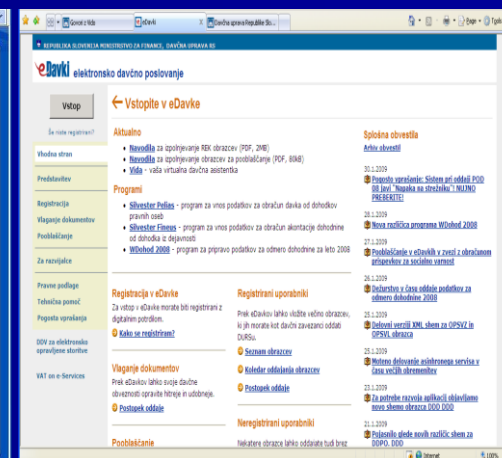 Govori z Vido
eDavki
Davčna uprava Republike Slo...
Page
REPUBLIKA SLOVENIJA MINISTRSTVO ZA FINANCE, DAVČNA UPRAVA RS
eDavki elektronsko davčno poslovanje
Vstop
Še niste registrirani?
Vhodna stran
Predstavitev
Registracija
Vlaganje dokumentov
Pooblaščanje
Za razvijalce
Pravne podlage
Tehnična pomoč
Pogosta vprašanja
DDV za elektronsko
opravljene storitve
VAT on e-Services
Vstopite v eDavke
Aktualno
Navodila za izpolnjevanje REK obrazcev (PDF, 2MB)
Navodila za izpolnjevanje obrazcev za pooblaščanje (PDF, 80kB)
Vida - vaša virtualna davčna asistentka
Programi
Silvester Pelias - program za vnos podatkov za obračun davka od dohodkov
pravnih oseb
Silvester Fineus - program za vnos podatkov za obračun akontacije dohodnine
od dohodka iz dejavnosti
WDohod 2008 - program za pripravo podatkov za odmero dohodnine za leto 2008
Registracija v eDavke
Za vstop v eDavke morate biti registrirani z
digitalnim potrdilom.
Kako se registriram?
Vlaganje dokumentov
Prek eDavkov lahko svoje davčne
obveznosti opravite hitreje in udobneje.
Postopek oddaje
Pooblaščanje
Registrirani uporabniki
Prek eDavkov lahko vložite večino obrazcev,
ki jih morate kot davčni zavezanci oddati
DURSu.
Seznam obrazcev
Koledar oddajanja obrazcev
Postopek oddaje
Neregistrirani uporabniki
Nekatere obrazce lahko oddaiate tudi brez
Splošna obvestila
Arhiv obvestil
30.1.2009
Pogosto vprašanje: Sistem pri oddaji POD
08 javi "Napaka na strežniku"! NUJNO
PREBERITE!
28.1.2009
Nova različica programa WDohod 2008
27.1.2009
Pooblaščanje v eDavkih v zvezi z obračunom
prispevkov za socialno varnost
26.1.2009
Dežurstvo v času oddaje podatkov za
odmero dohodnine 2008
25.1.2009
Delovni verziji XML shem za OPSVZ in
OPSVL obrazca
25.1.2009
Moteno delovanje asinhronega servisa v
času večjih obremenitev
23.1.2009
Za potrebe razvoja aplikacij objavljamo
novo shemo obrazca DDD DDD
21.1.2009
Pojasnilo glede novih različic shem za
DDPO, DDD
Internet
100%